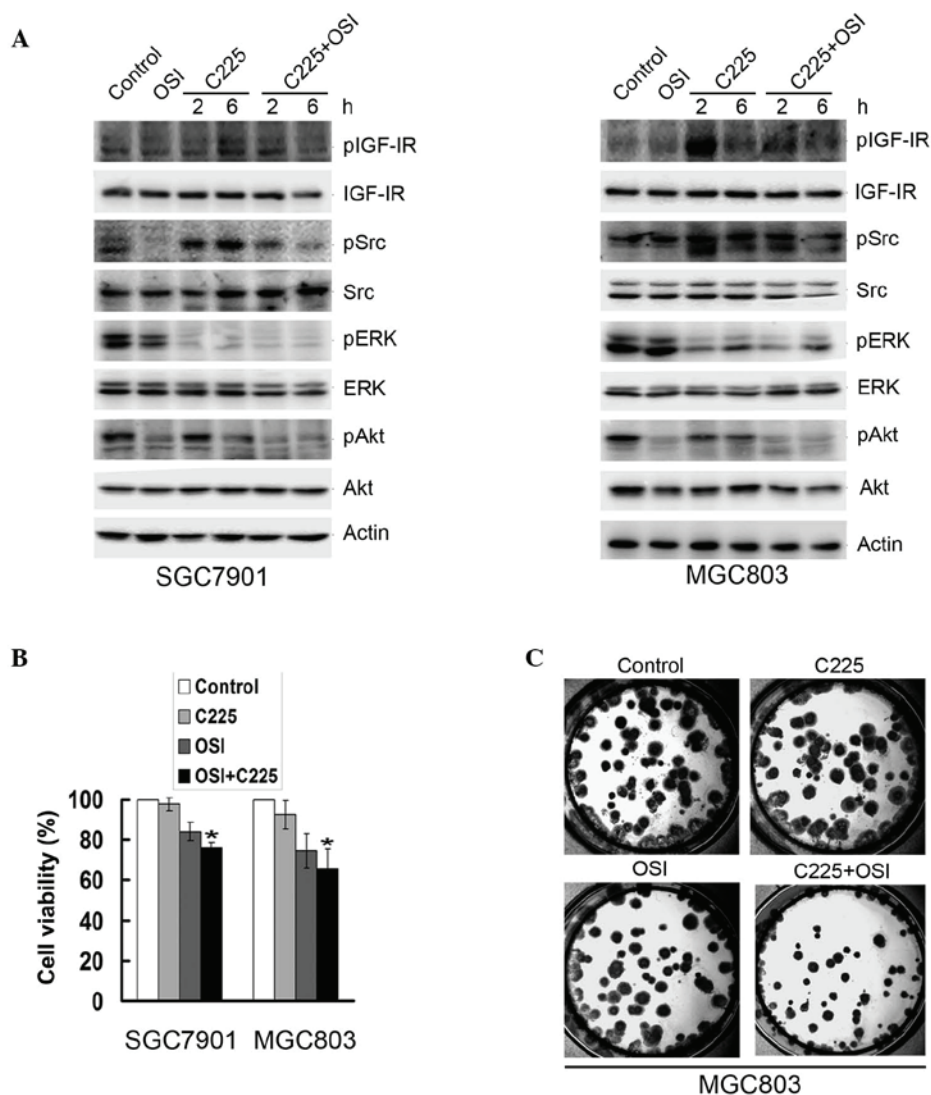 A
Control OSI C225 C225+OSI
2 6 2 6 h
pIGF-IR
IGF-IR
pSrc
Src
pERK
ERK
pAkt
Akt
Actin
SGC7901
Control OSI C225 C225+OSI
2 6 2 6 h
pIGF-IR
IGF-IR
pSrc
Src
pERK
ERK
pAkt
Akt
Actin
MGC803
B
Control
C225
OSI
OSI+C225
Cell viability (%)
100
80
60
40
20
0
* *
SGC7901 MGC803
C
Control C225
OSI C225+OSI
MGC803